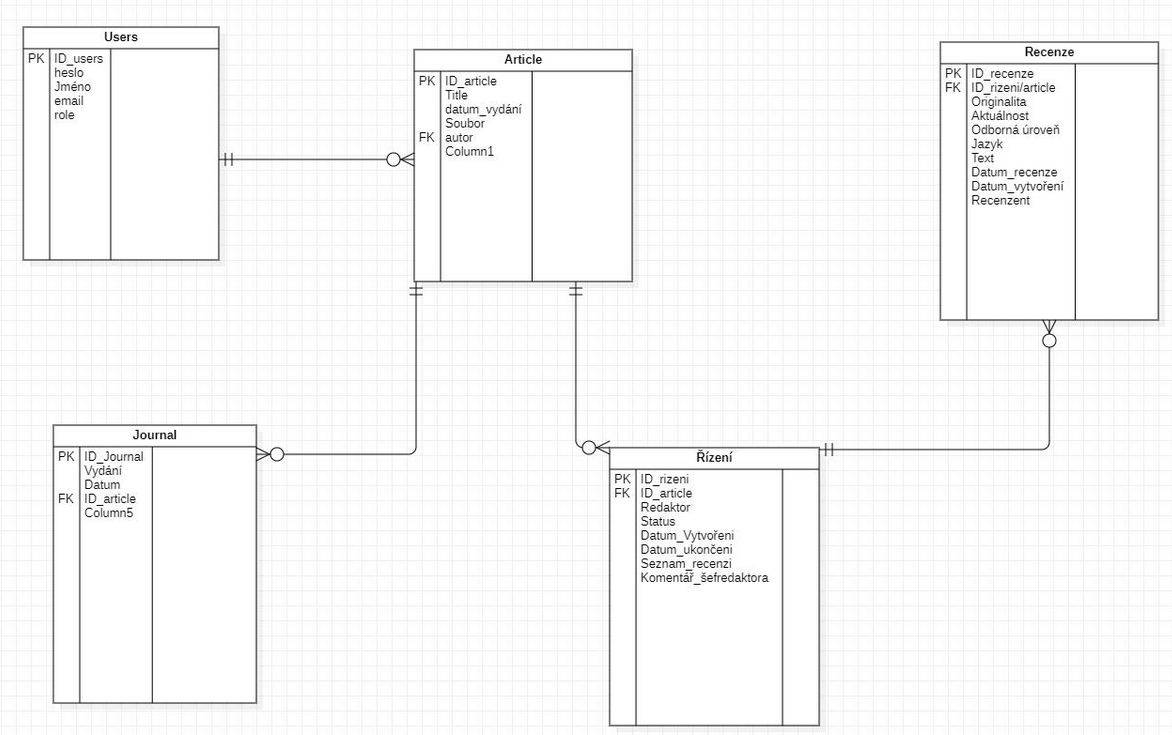 Users
PK ID_users
heslo
Jméno
email
role
Article
PK ID_article
Title
datum_vydání
Soubor
FK autor
Column1
Recenze
PK ID_recenze
FK ID_rizeni/article
Originalita
Aktuálnost
Odborná úroveň
Jazyk
Text
Datum_recenze
Datum_vytvoření
Recenzent
Journal
PK ID_Journal
Vydání
Datum
FK ID_article
Column5
Řízení
PK ID_rizeni
FK ID_article
Redaktor
Status
Datum_Vytvořeni
Datum_ukončeni
Seznam_recenzi
Komentář_šefredaktora